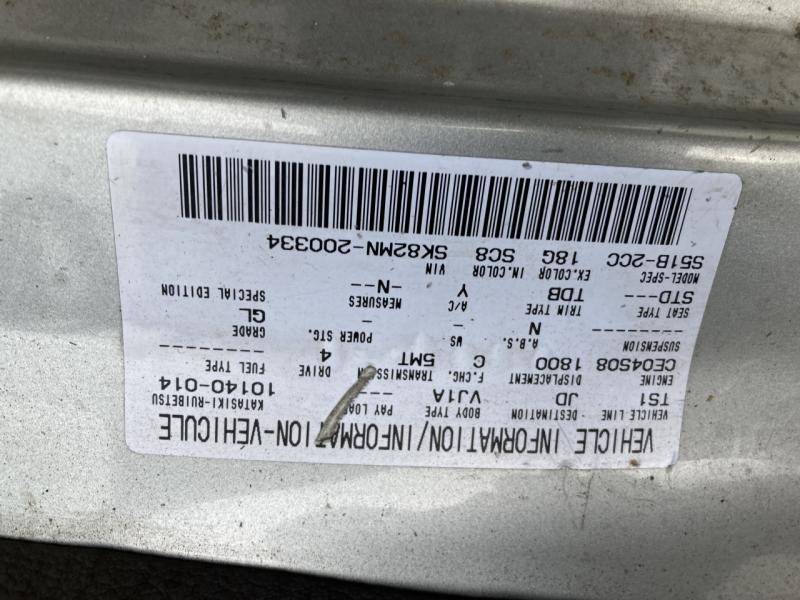 VEHICLE INFORMATION/INFORMATION-VEHICULE
VEHICLE LINE DESTINATION BODY TYPE PAY LOAD KATASIKI-RUIBETSU
TS1 JD VJ1A --- 10140-014
ENGINE DISPLACEMENT F.CHG. TRANSMISSION DRIVE FUEL TYPE
CE04S08 1800 C 5MT 4 ----------
SUSPENSION A.B.S. WS POWER STG. GRADE
---------- N - - GL
SEAT TYPE TRIM TYPE A/C MEASURES SPECIAL EDITION
STD--- TDB Y -N--
MODEL-SPEC EX.COLOR IN.COLOR VIN
S51B-2CC 18G SC8 SK82MN-200334